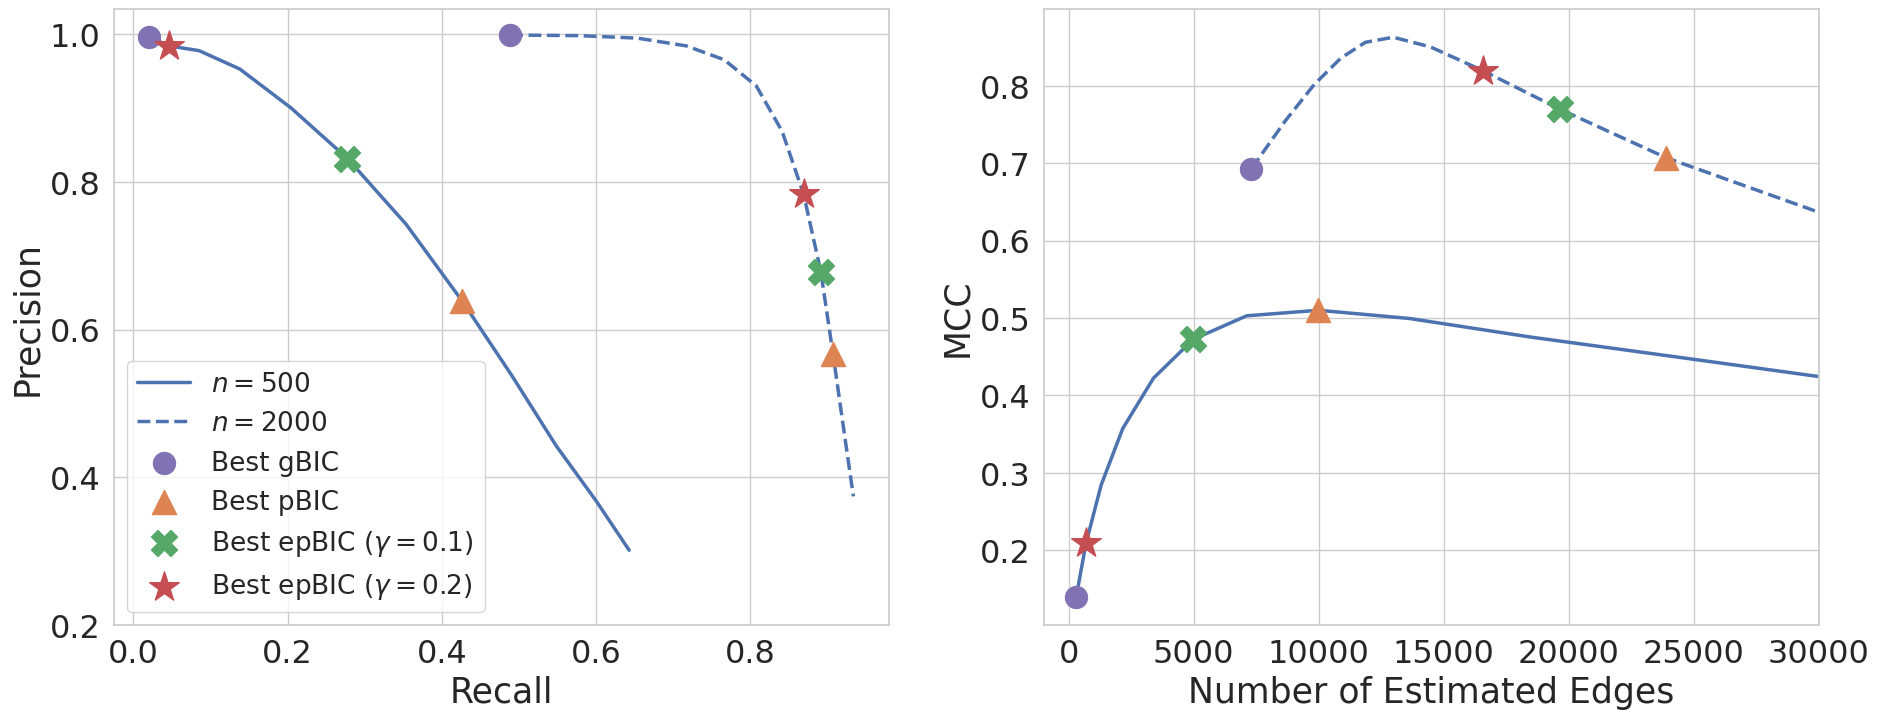 1.0
0.8
0.6
0.4
0.2
Precision
n = 500
n = 2000
Best gBIC
Best pBIC
Best epBIC (γ = 0.1)
Best epBIC (γ = 0.2)
0.0 0.2 0.4 0.6 0.8
Recall
0.8
0.7
0.6
0.5
0.4
0.3
0.2
MCC
0 5000 10000 15000 20000 25000 30000
Number of Estimated Edges